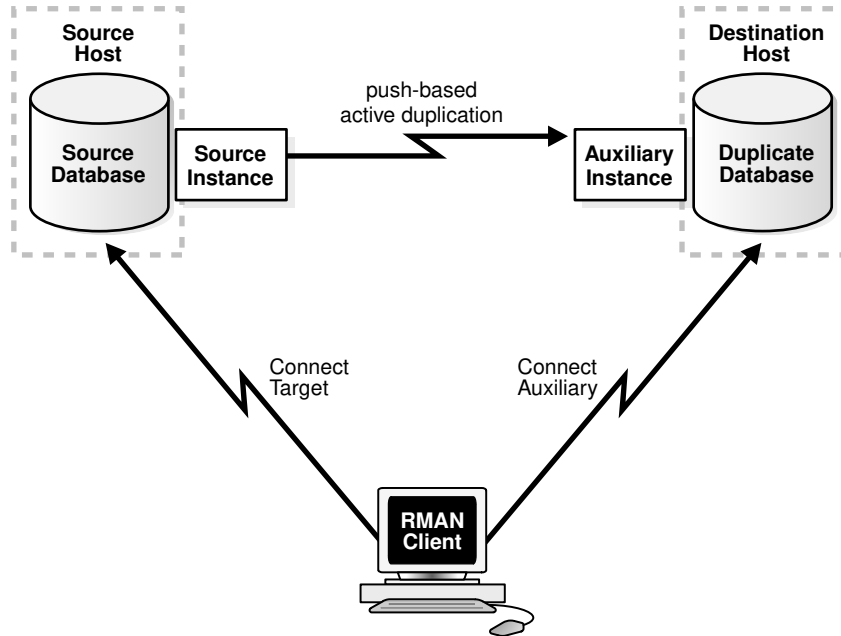 Source
Host
Destination
Host
push-based
active duplication
Source
Database
Source
Instance
Auxiliary
Instance
Duplicate
Database
Connect
Target
Connect
Auxiliary
RMAN
Client